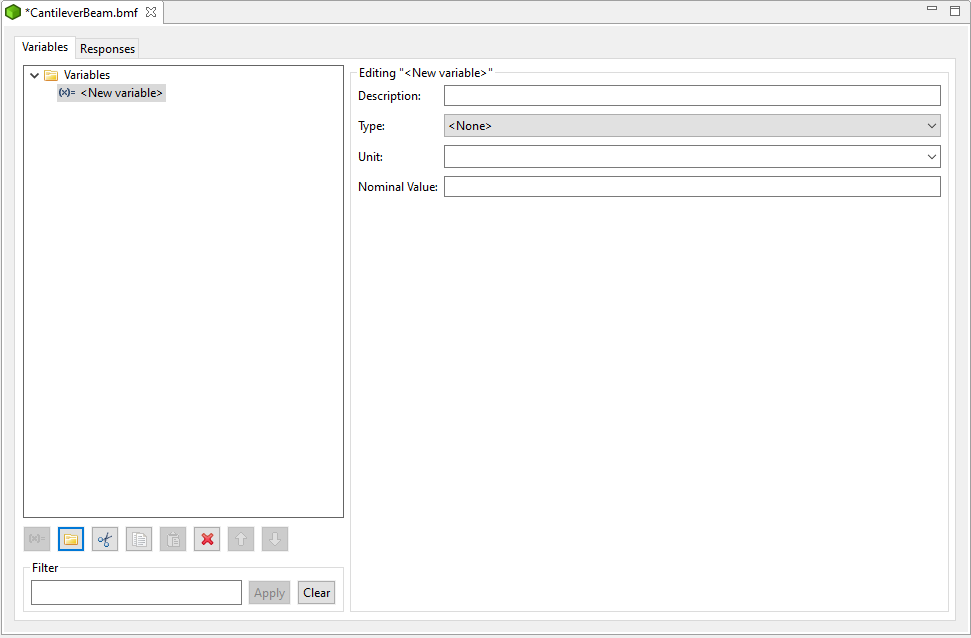 *CantileverBeam.bmf
Variables
Responses
Variables
(x)= <New variable>
Editing "<New variable>"
Description:
Type:
<None>
Unit:
Nominal Value:
(x)=
Filter
Apply
Clear